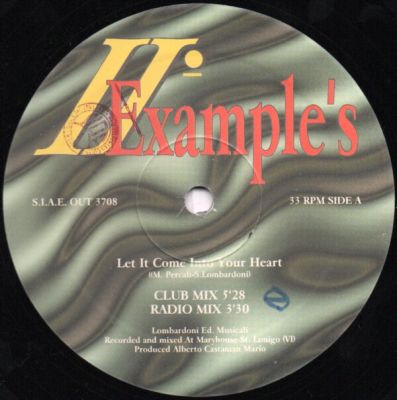 II°
Example's
S.I.A.E. OUT 3708
33 RPM SIDE A
Let It Come Into Your Heart
(M. Percali-S.Lombardoni)
CLUB MIX 5'28
RADIO MIX 3'30
Lombardoni Ed. Musicali
Recorded and mixed At Maryhouse St. Lonigo (VI)
Produced Alberto Castaman Mario